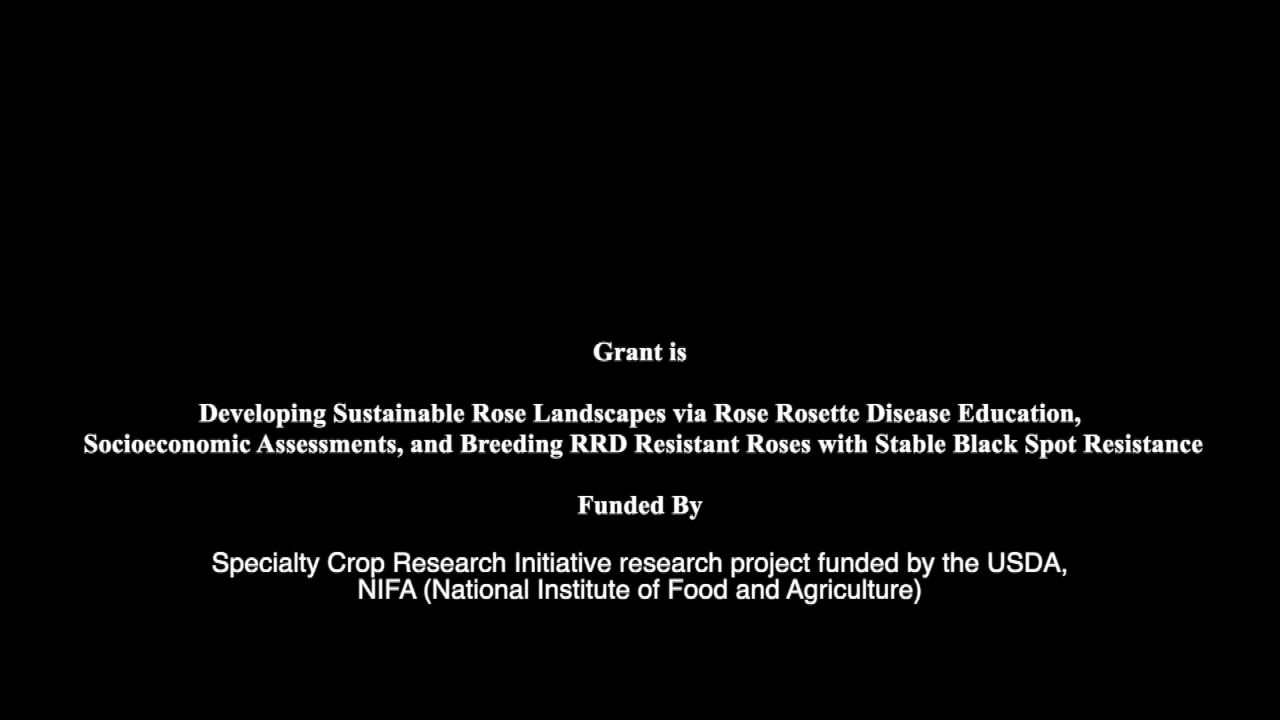 Grant is
Developing Sustainable Rose Landscapes via Rose Rosette Disease Education,
Socioeconomic Assessments, and Breeding RRD Resistant Roses with Stable Black Spot Resistance
Funded By
Specialty Crop Research Initiative research project funded by the USDA,
NIFA (National Institute of Food and Agriculture)